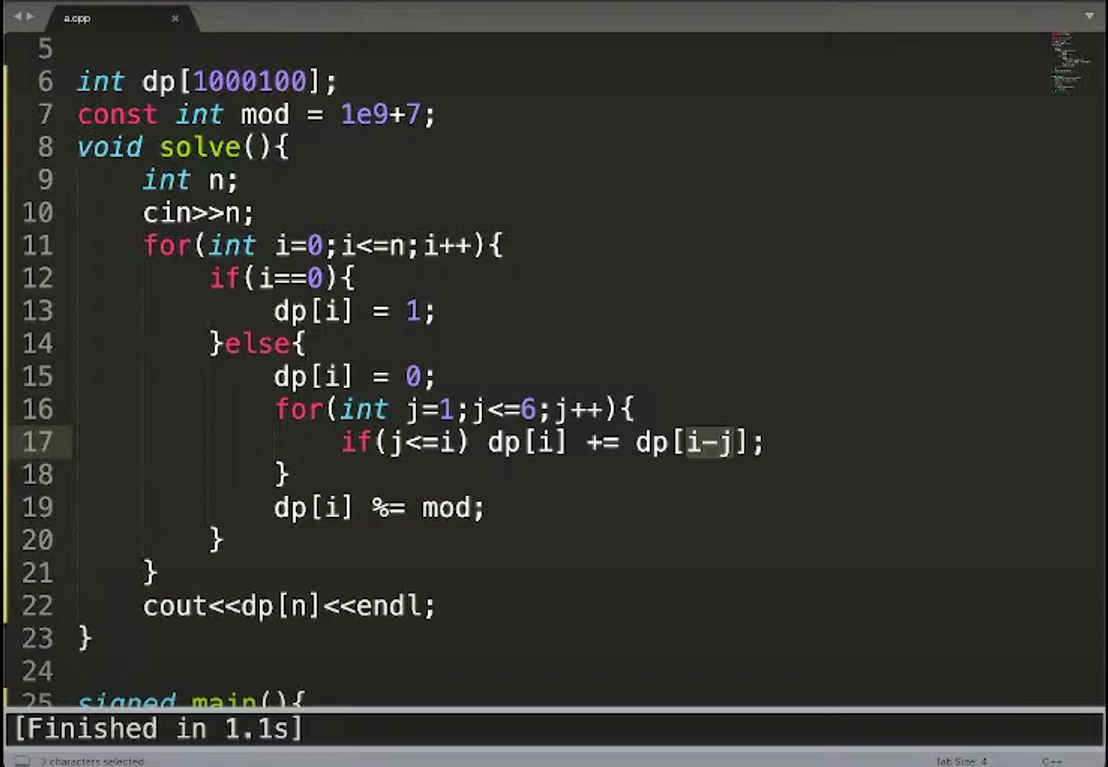 a.cpp ×
5
6 int dp[1000100];
7 const int mod = 1e9+7;
8 void solve(){
9     int n;
10     cin>>n;
11     for(int i=0;i<=n;i++){
12         if(i==0){
13             dp[i] = 1;
14         }else{
15             dp[i] = 0;
16             for(int j=1;j<=6;j++){
17                 if(j<=i) dp[i] += dp[i-j];
18             }
19             dp[i] %= mod;
20         }
21     }
22     cout<<dp[n]<<endl;
23 }
24
25 signed main(){
[Finished in 1.1s]
3 characters selected Tab Size: 4 C++